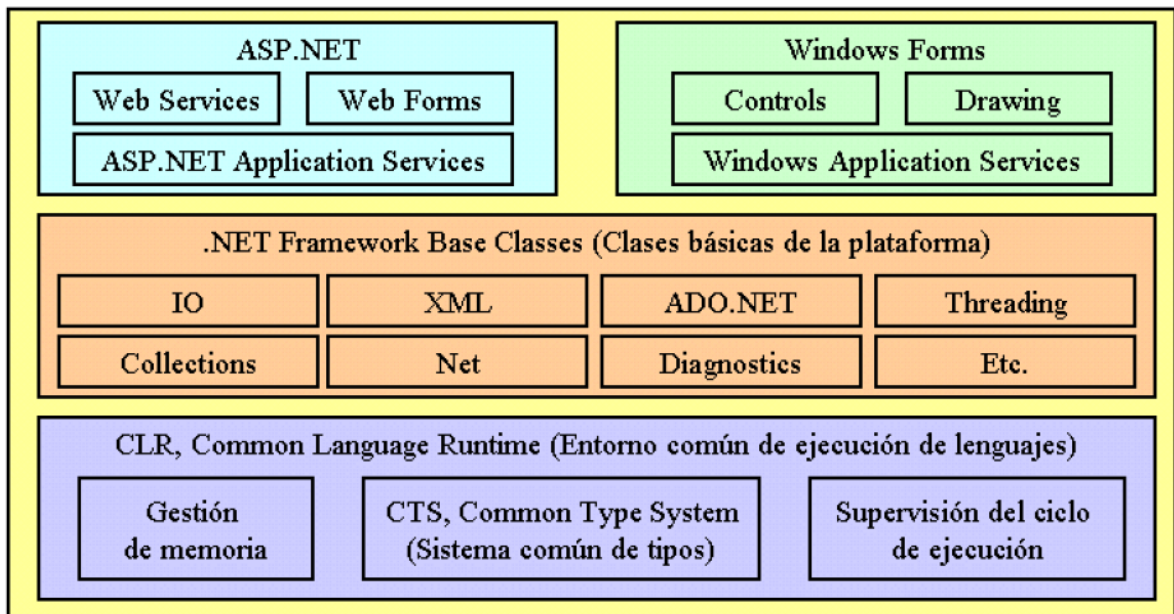 ASP.NET
Web Services
Web Forms
ASP.NET Application Services
Windows Forms
Controls
Drawing
Windows Application Services
.NET Framework Base Classes (Clases básicas de la plataforma)
IO
XML
ADO.NET
Threading
Collections
Net
Diagnostics
Etc.
CLR, Common Language Runtime (Entorno común de ejecución de lenguajes)
Gestión
de memoria
CTS, Common Type System
(Sistema común de tipos)
Supervisión del ciclo
de ejecución